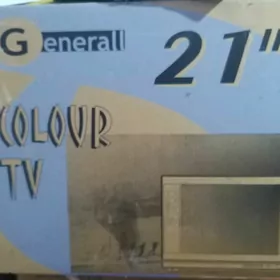 Generall
21"
COLOUR
TV